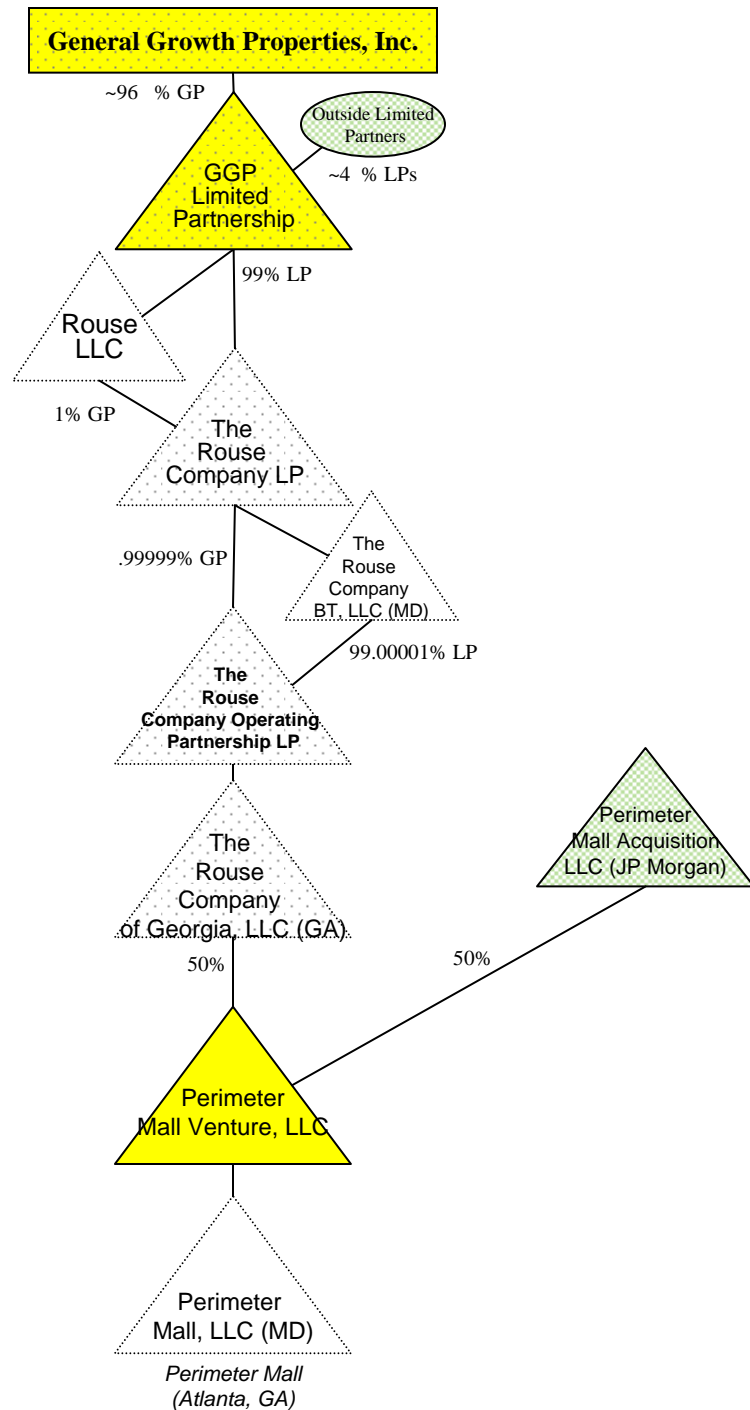 General Growth Properties, Inc.
~96 % GP
Outside Limited
Partners
~4 % LPs
GGP
Limited
Partnership
99% LP
Rouse
LLC
1% GP
The
Rouse
Company LP
.99999% GP
The
Rouse
Company
BT, LLC (MD)
99.00001% LP
The
Rouse
Company Operating
Partnership LP
The
Rouse
Company
of Georgia, LLC (GA)
Perimeter
Mall Acquisition
LLC (JP Morgan)
50%
50%
Perimeter
Mall Venture, LLC
Perimeter
Mall, LLC (MD)
Perimeter Mall
(Atlanta, GA)